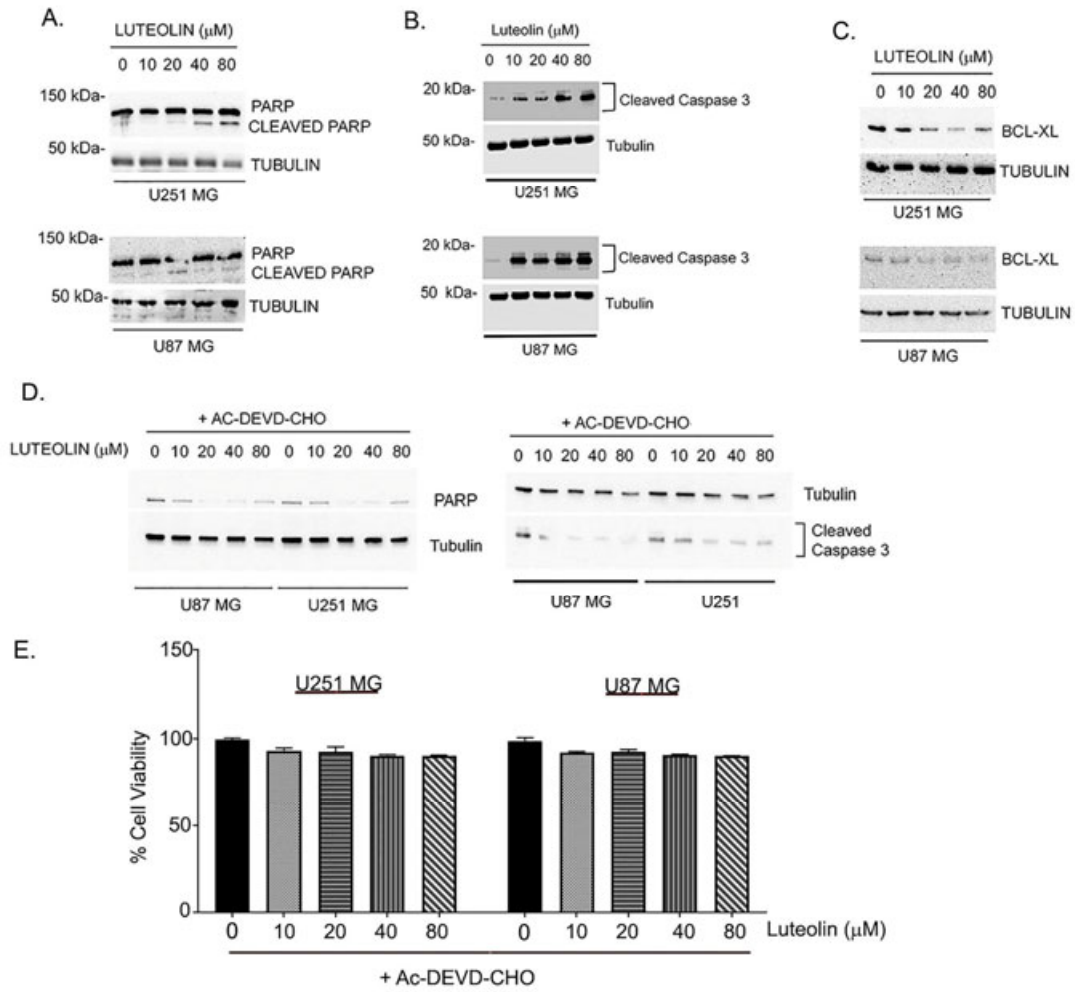 A.
LUTEOLIN (μM)
0 10 20 40 80
150 kDa-
PARP
CLEAVED PARP
50 kDa-
TUBULIN
U251 MG
150 kDa-
PARP
CLEAVED PARP
50 kDa-
TUBULIN
U87 MG
B.
Luteolin (μM)
0 10 20 40 80
20 kDa-
Cleaved Caspase 3
50 kDa-
Tubulin
U251 MG
20 kDa-
Cleaved Caspase 3
50 kDa-
Tubulin
U87 MG
C.
LUTEOLIN (μM)
0 10 20 40 80
BCL-XL
TUBULIN
U251 MG
BCL-XL
TUBULIN
U87 MG
D.
+ AC-DEVD-CHO
LUTEOLIN (μM) 0 10 20 40 80 0 10 20 40 80
PARP
Tubulin
U87 MG U251 MG
+ AC-DEVD-CHO
0 10 20 40 80 0 10 20 40 80
Tubulin
Cleaved
Caspase 3
U87 MG U251
E.
150
100
50
0
% Cell Viability
U251 MG U87 MG
0 10 20 40 80 0 10 20 40 80 Luteolin (μM)
+ Ac-DEVD-CHO